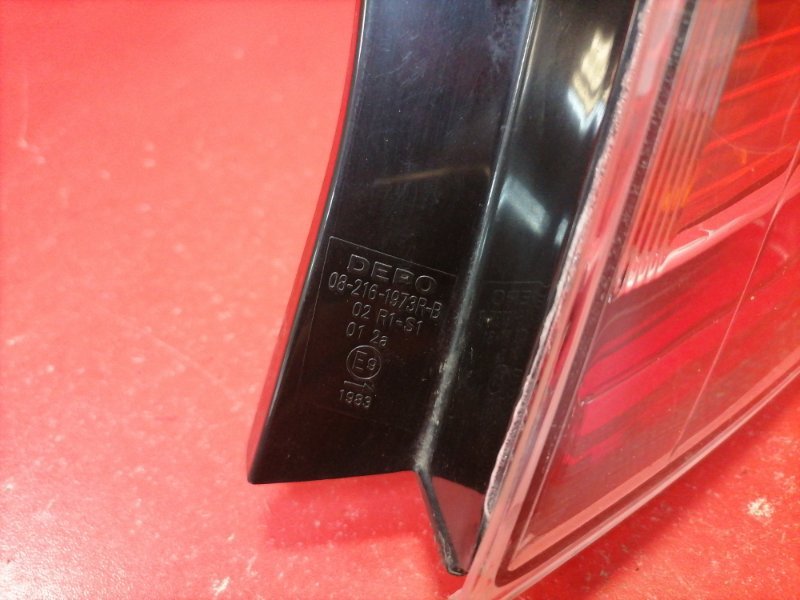 DEPO
08-216-1973R-B
02 R1-S1
01 2a
E9
1983